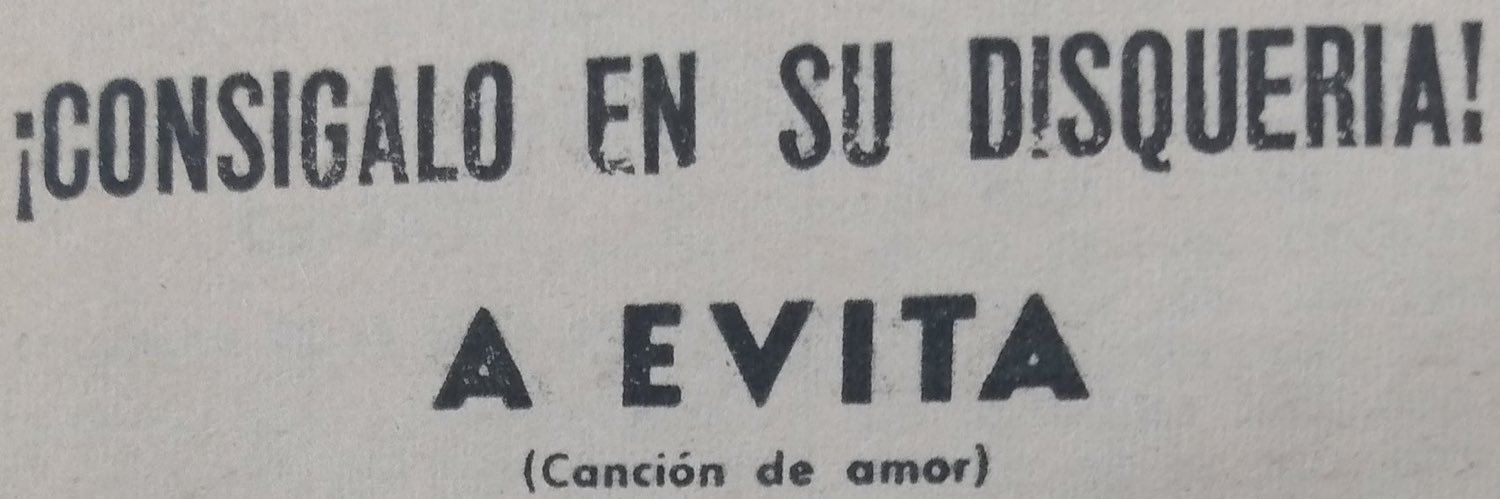 ¡CONSIGALO EN SU DISQUERIA!
A EVITA
(Canción de amor)